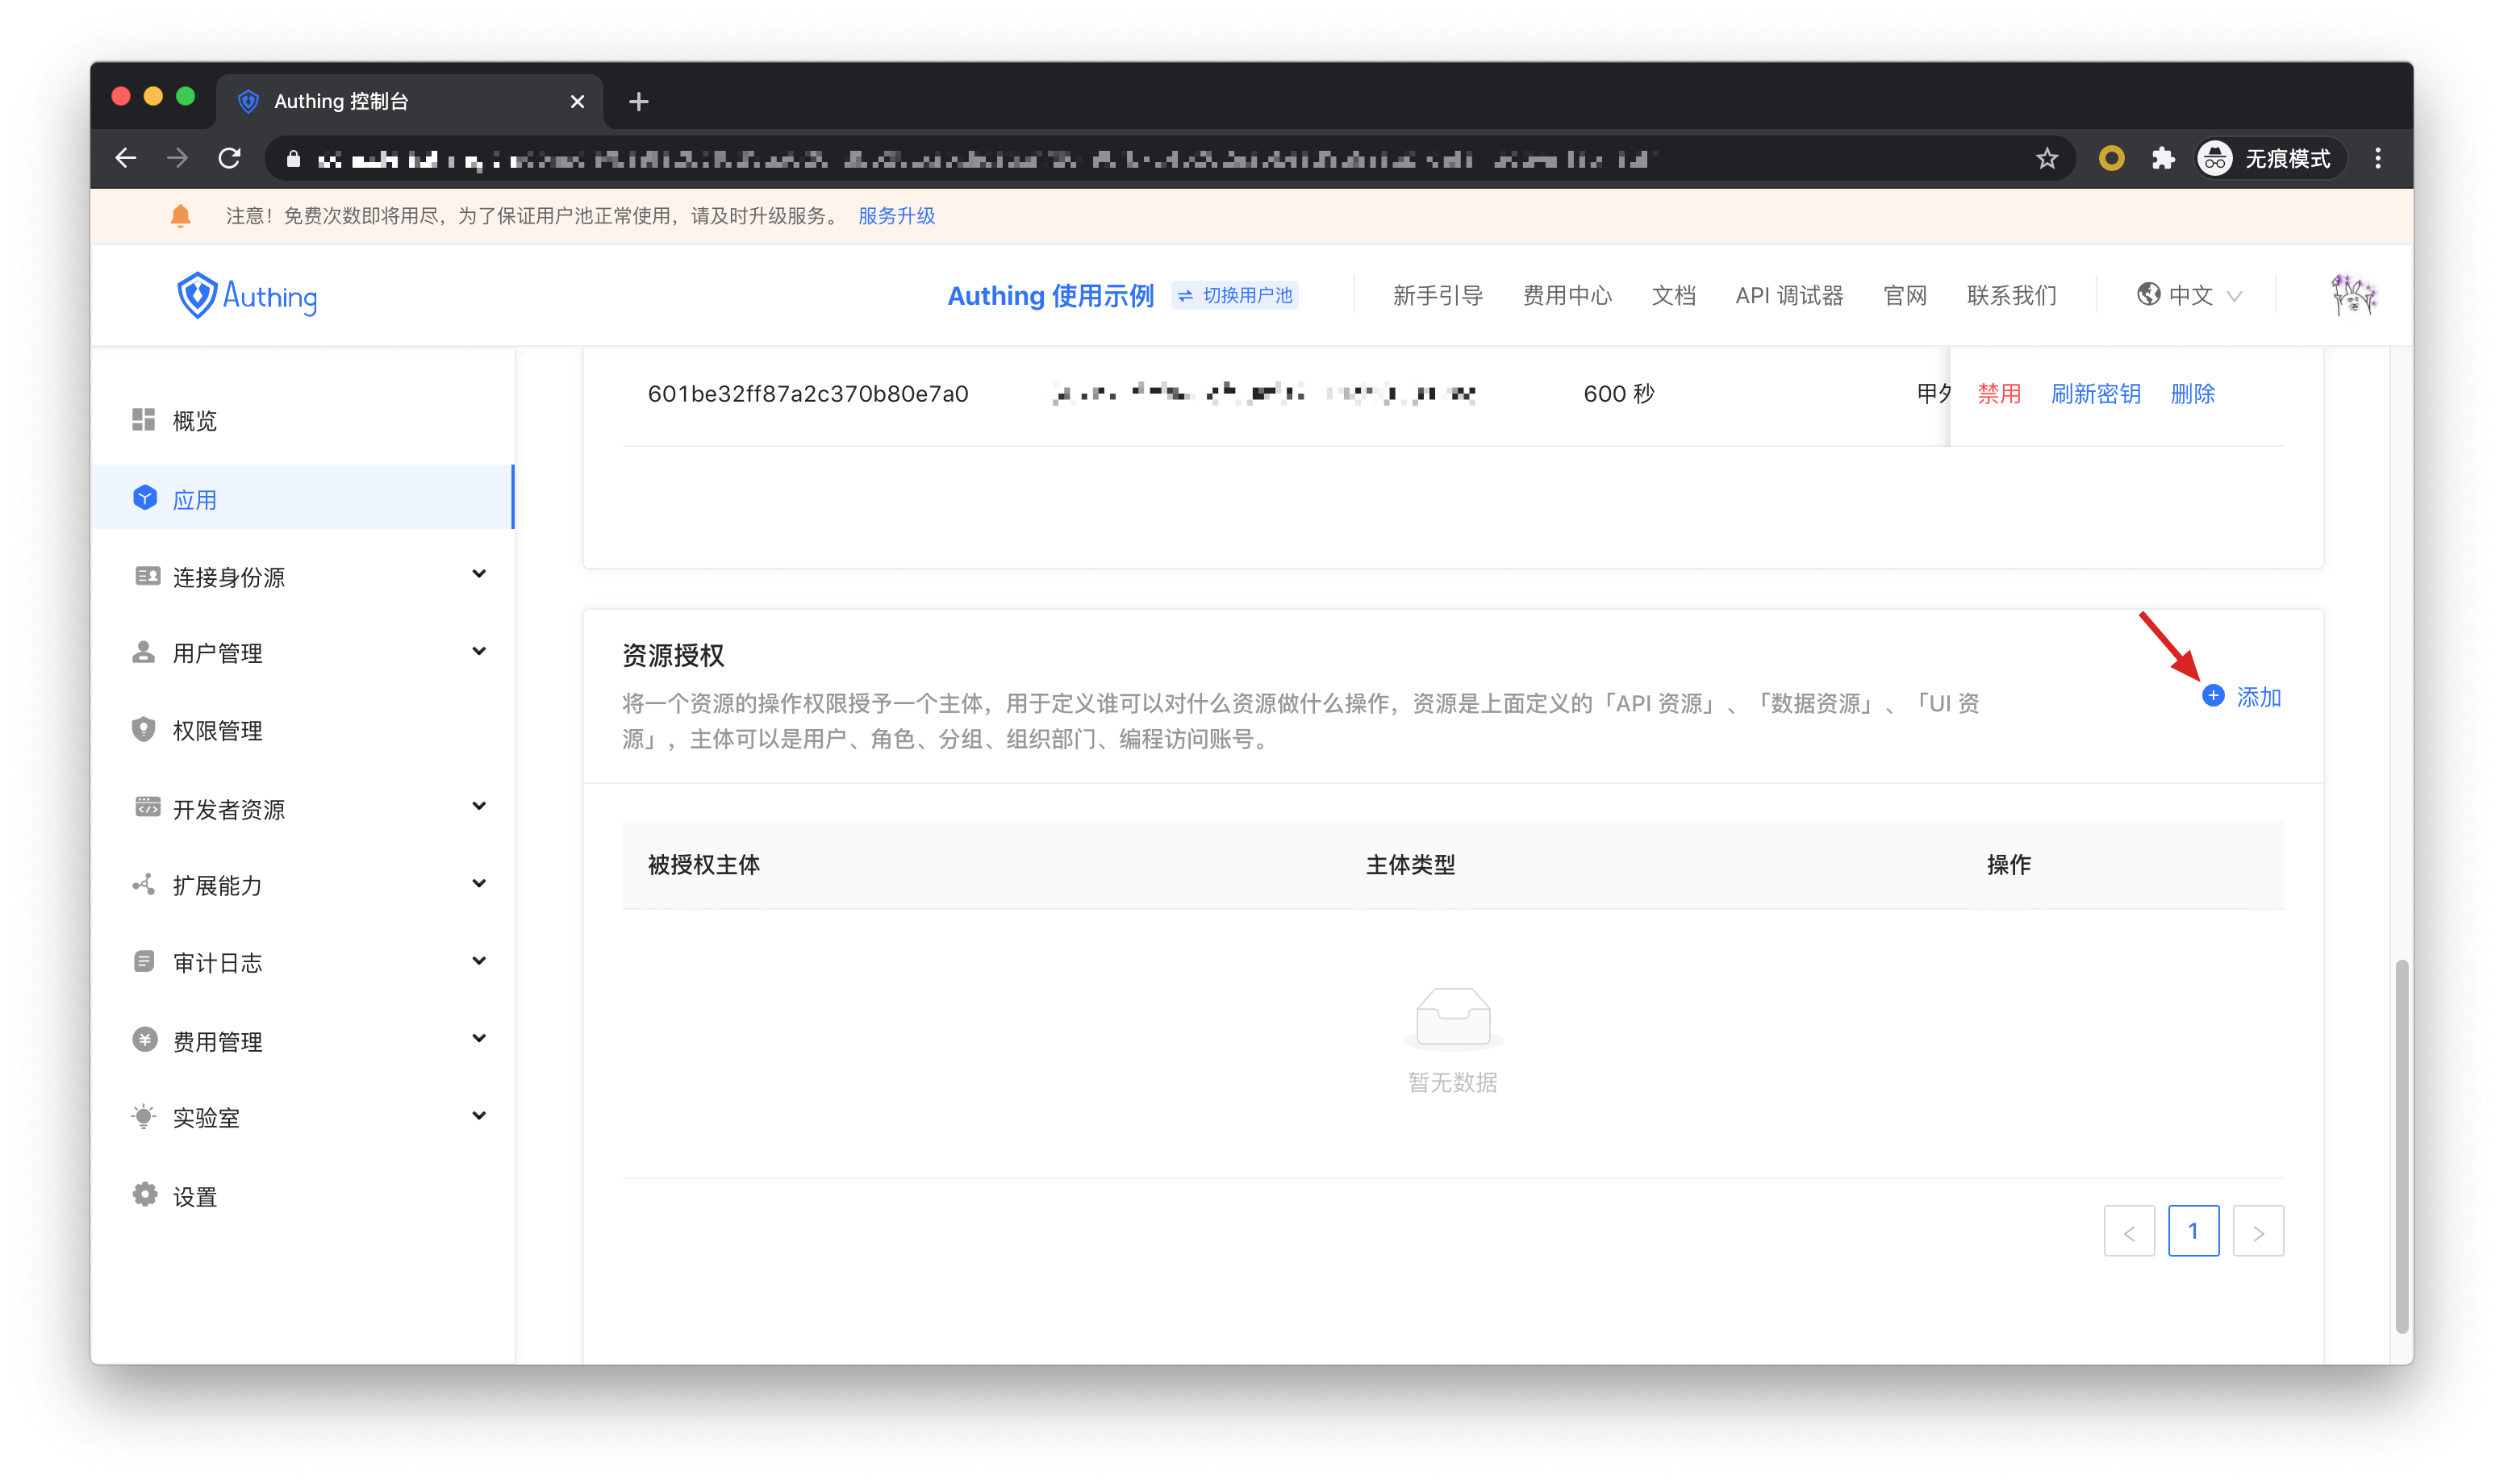 Authing 控制台
无痕模式
注意！免费次数即将用尽，为了保证用户池正常使用，请及时升级服务。 服务升级
Authing
Authing 使用示例 切换用户池 新手引导 费用中心 文档 API 调试器 官网 联系我们 中文
601be32ff87a2c370b80e7a0 600 秒 禁用 刷新密钥 删除
概览
应用
连接身份源
用户管理
权限管理
开发者资源
扩展能力
审计日志
费用管理
实验室
设置
资源授权
将一个资源的操作权限授予一个主体，用于定义谁可以对什么资源做什么操作，资源是上面定义的「API 资源」、「数据资源」、「UI 资
源」，主体可以是用户、角色、分组、组织部门、编程访问账号。
添加
被授权主体 主体类型 操作
暂无数据
1